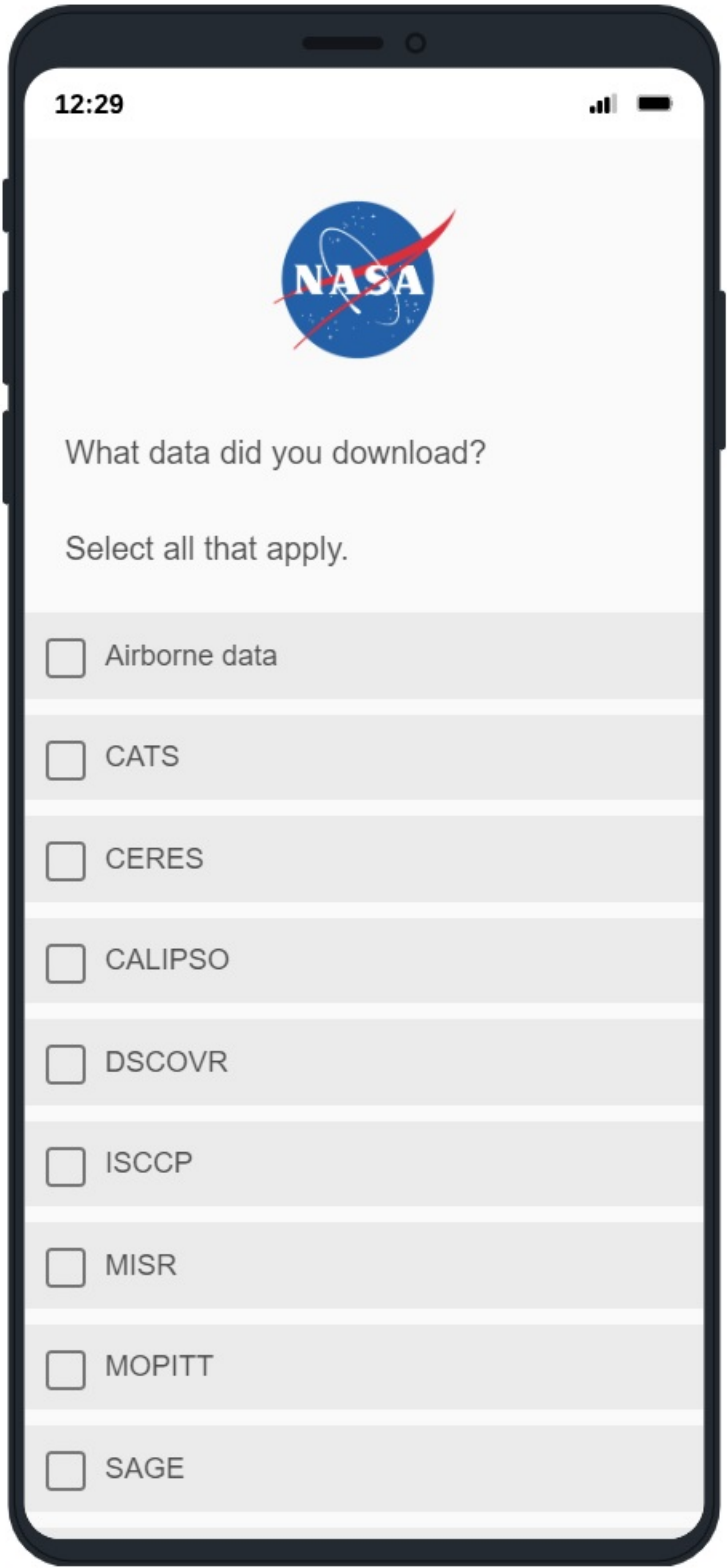 12:29
NASA
What data did you download?
Select all that apply.
Airborne data
CATS
CERES
CALIPSO
DSCOVR
ISCCP
MISR
MOPITT
SAGE